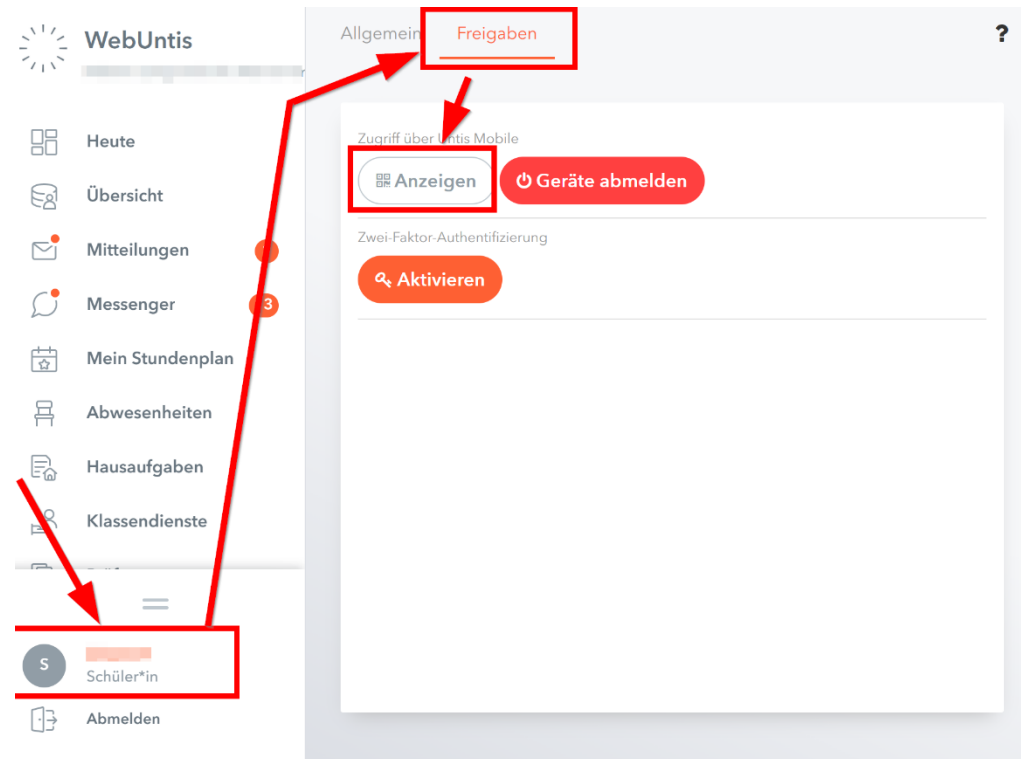 WebUntis
Heute
Übersicht
Mitteilungen
Messenger
3
Mein Stundenplan
Abwesenheiten
Hausaufgaben
Klassendienste
S
Schüler*in
Abmelden
Allgemein
Freigaben
?
Zugriff über Untis Mobile
Anzeigen
Geräte abmelden
Zwei-Faktor-Authentifizierung
Aktivieren